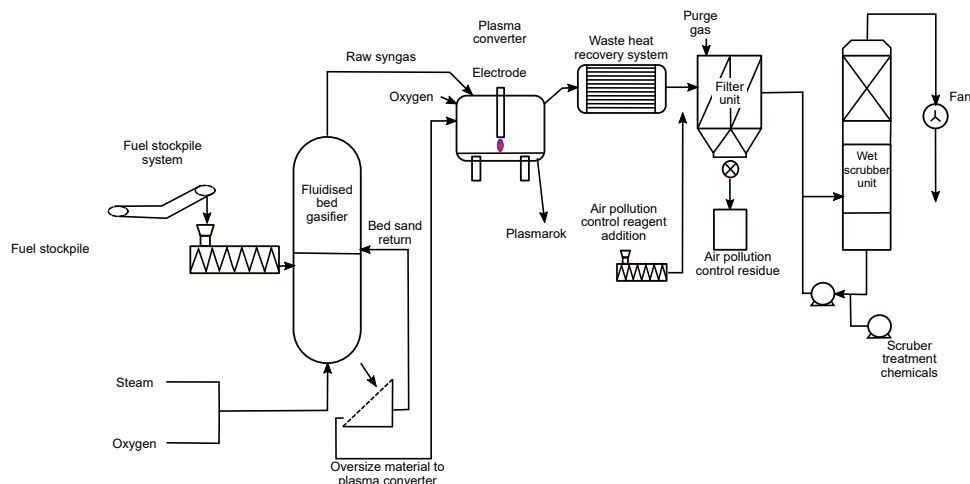 Purge
gas
Plasma
converter
Waste heat
recovery system
Raw syngas
Electrode
Oxygen
Filter
unit
Fan
Fuel stockpile
system
Fluidised
bed
gasifier
Wet
scrubber
unit
Bed sand
return
Air pollution
control reagent
addition
Plasmarok
Fuel stockpile
Air pollution
control residue
Scruber
treatment
chemicals
Steam
Oxygen
Oversize material to
plasma converter